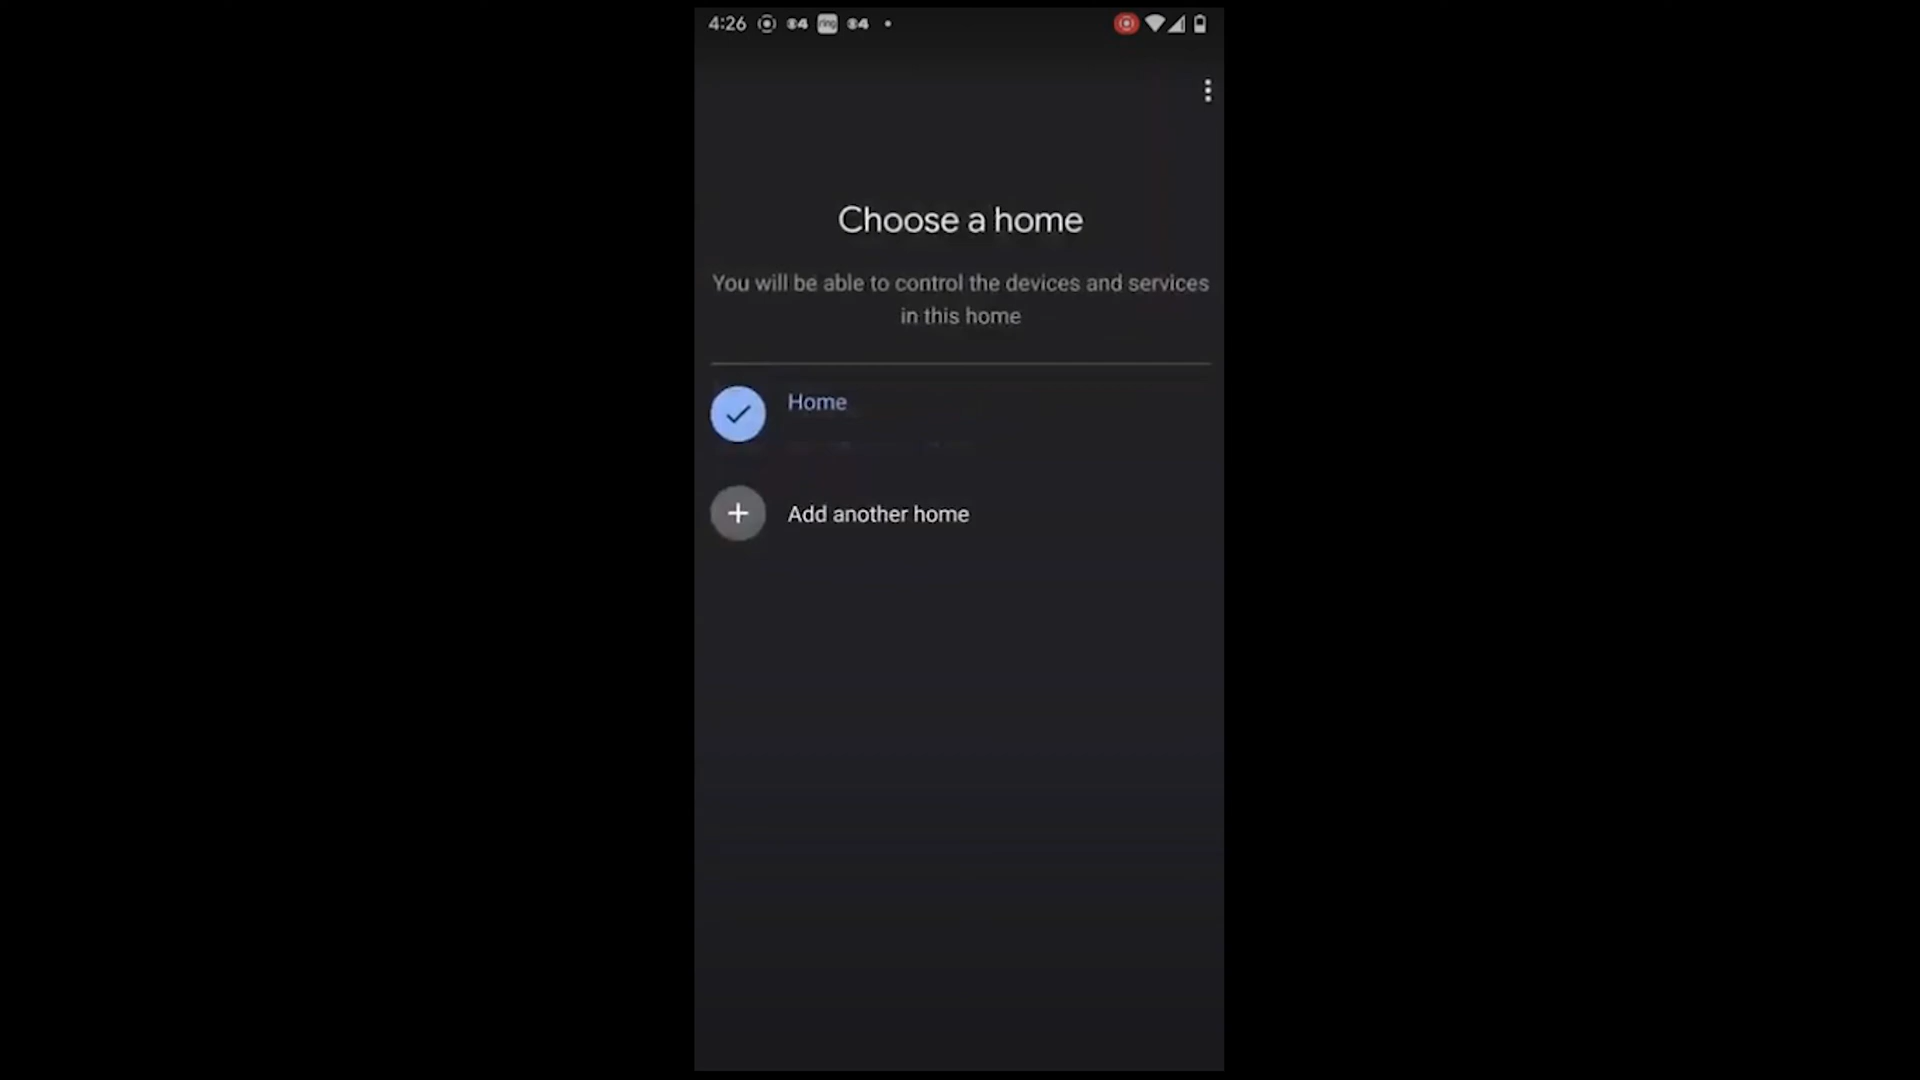 4:26 ring
Choose a home
You will be able to control the devices and services
in this home
Home
Add another home